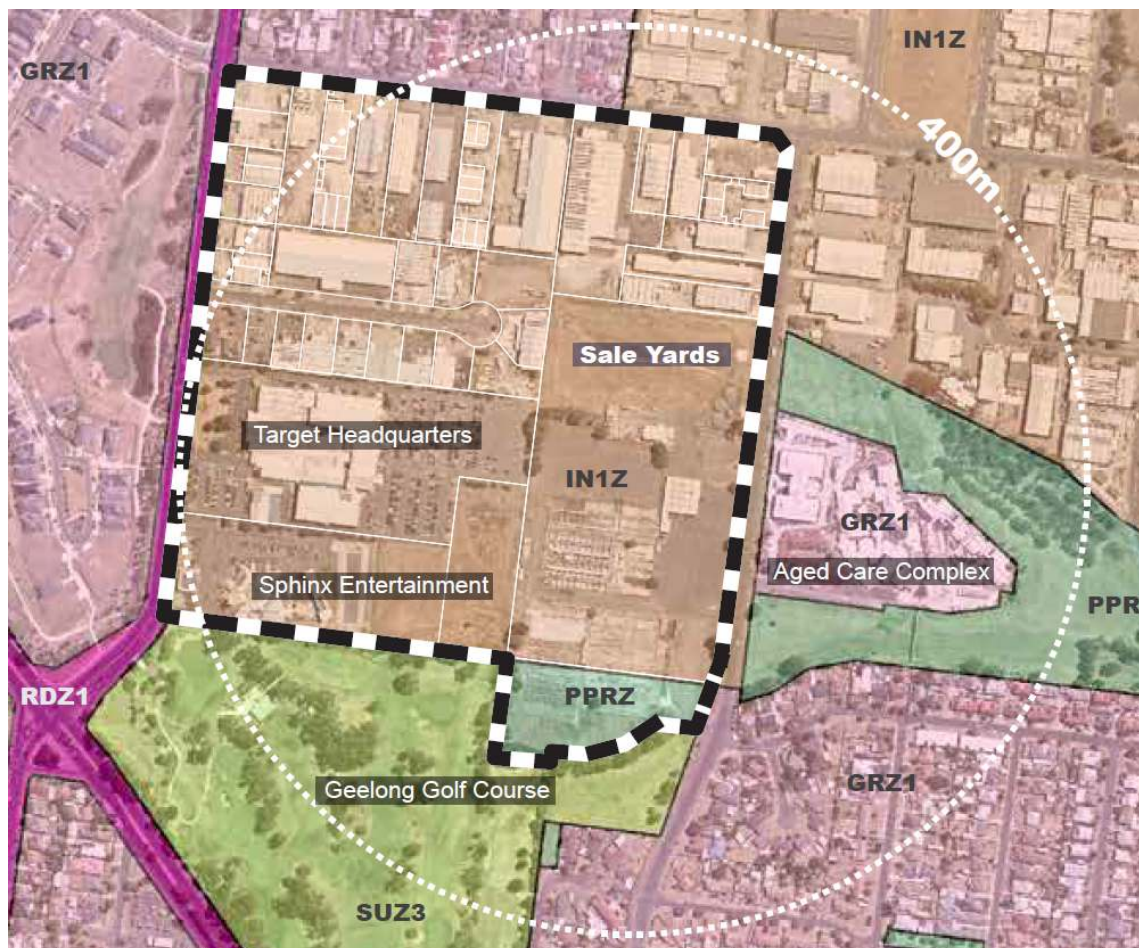 IN1Z
GRZ1
400m
Sale Yards
Target Headquarters
IN1Z
GRZ1
Aged Care Complex
Sphinx Entertainment
PPR
RDZ1
PPRZ
GRZ1
Geelong Golf Course
SUZ3